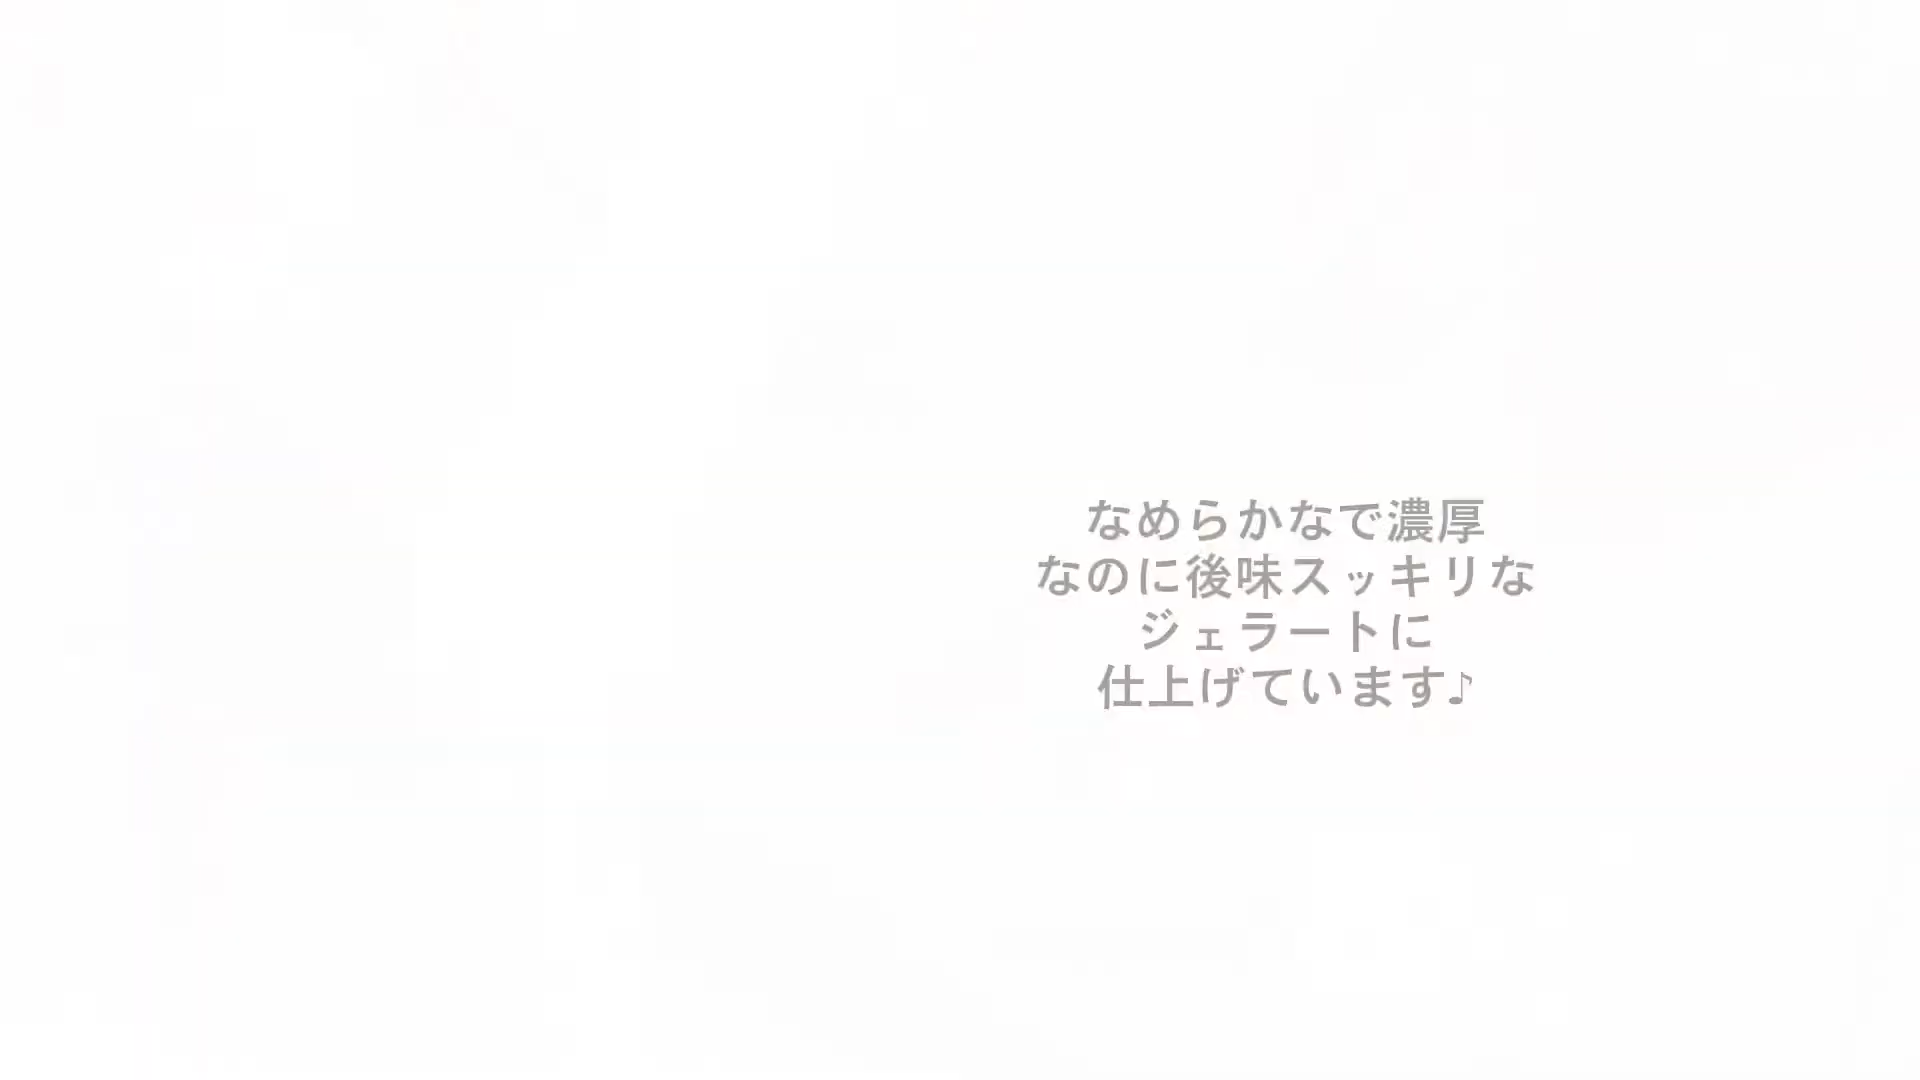 なめらかなで濃厚
なのに後味スッキリな
ジェラートに
仕上げています♪